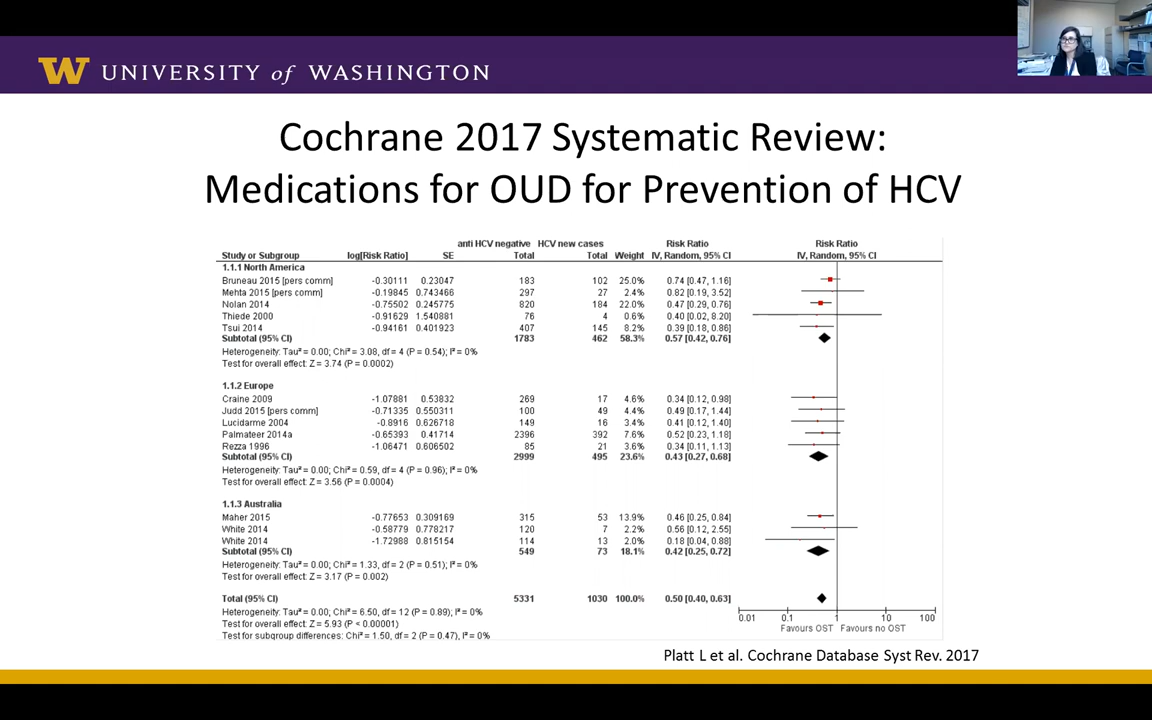 W UNIVERSITY of WASHINGTON
Cochrane 2017 Systematic Review:
Medications for OUD for Prevention of HCV
anti HCV negative HCV new cases Risk Ratio Risk Ratio
Study or Subgroup log[Risk Ratio] SE Total Total Weight IV, Random, 95% CI IV, Random, 95% CI
1.1.1 North America
Bruneau 2015 [pers comm] -0.30111 0.23047 183 102 25.0% 0.74 [0.47, 1.16]
Mehta 2015 [pers comm] -0.19845 0.743466 297 27 2.4% 0.82 [0.19, 3.52]
Nolan 2014 -0.75502 0.245775 820 184 22.0% 0.47 [0.29, 0.76]
Thiede 2000 -0.91629 1.540881 76 4 0.6% 0.40 [0.02, 8.20]
Tsui 2014 -0.94161 0.401923 407 145 8.2% 0.39 [0.18, 0.86]
Subtotal (95% CI) 1783 462 58.3% 0.57 [0.42, 0.76]
Heterogeneity: Tau² = 0.00; Chi² = 3.08, df = 4 (P = 0.54); I² = 0%
Test for overall effect: Z = 3.74 (P = 0.0002)
1.1.2 Europe
Craine 2009 -1.07881 0.53832 269 17 4.6% 0.34 [0.12, 0.98]
Judd 2015 [pers comm] -0.71335 0.550311 100 49 4.4% 0.49 [0.17, 1.44]
Lucidarme 2004 -0.8916 0.626718 149 16 3.4% 0.41 [0.12, 1.40]
Palmateer 2014a -0.65393 0.41714 2396 392 7.6% 0.52 [0.23, 1.18]
Rezza 1996 -1.06471 0.606502 85 21 3.6% 0.34 [0.11, 1.13]
Subtotal (95% CI) 2999 495 23.6% 0.43 [0.27, 0.68]
Heterogeneity: Tau² = 0.00; Chi² = 0.59, df = 4 (P = 0.96); I² = 0%
Test for overall effect: Z = 3.56 (P = 0.0004)
1.1.3 Australia
Maher 2015 -0.77653 0.309169 315 53 13.9% 0.46 [0.25, 0.84]
White 2014 -0.58779 0.778217 120 7 2.2% 0.56 [0.12, 2.55]
White 2014 -1.72988 0.815154 114 13 2.0% 0.18 [0.04, 0.88]
Subtotal (95% CI) 549 73 18.1% 0.42 [0.25, 0.72]
Heterogeneity: Tau² = 0.00; Chi² = 1.33, df = 2 (P = 0.51); I² = 0%
Test for overall effect: Z = 3.17 (P = 0.002)
Total (95% CI) 5331 1030 100.0% 0.50 [0.40, 0.63]
Heterogeneity: Tau² = 0.00; Chi² = 6.50, df = 12 (P = 0.89); I² = 0%
Test for overall effect: Z = 5.93 (P < 0.00001)
Test for subgroup differences: Chi² = 1.50, df = 2 (P = 0.47), I² = 0%
0.01 0.1 1 10 100
Favours OST Favours no OST
Platt L et al. Cochrane Database Syst Rev. 2017